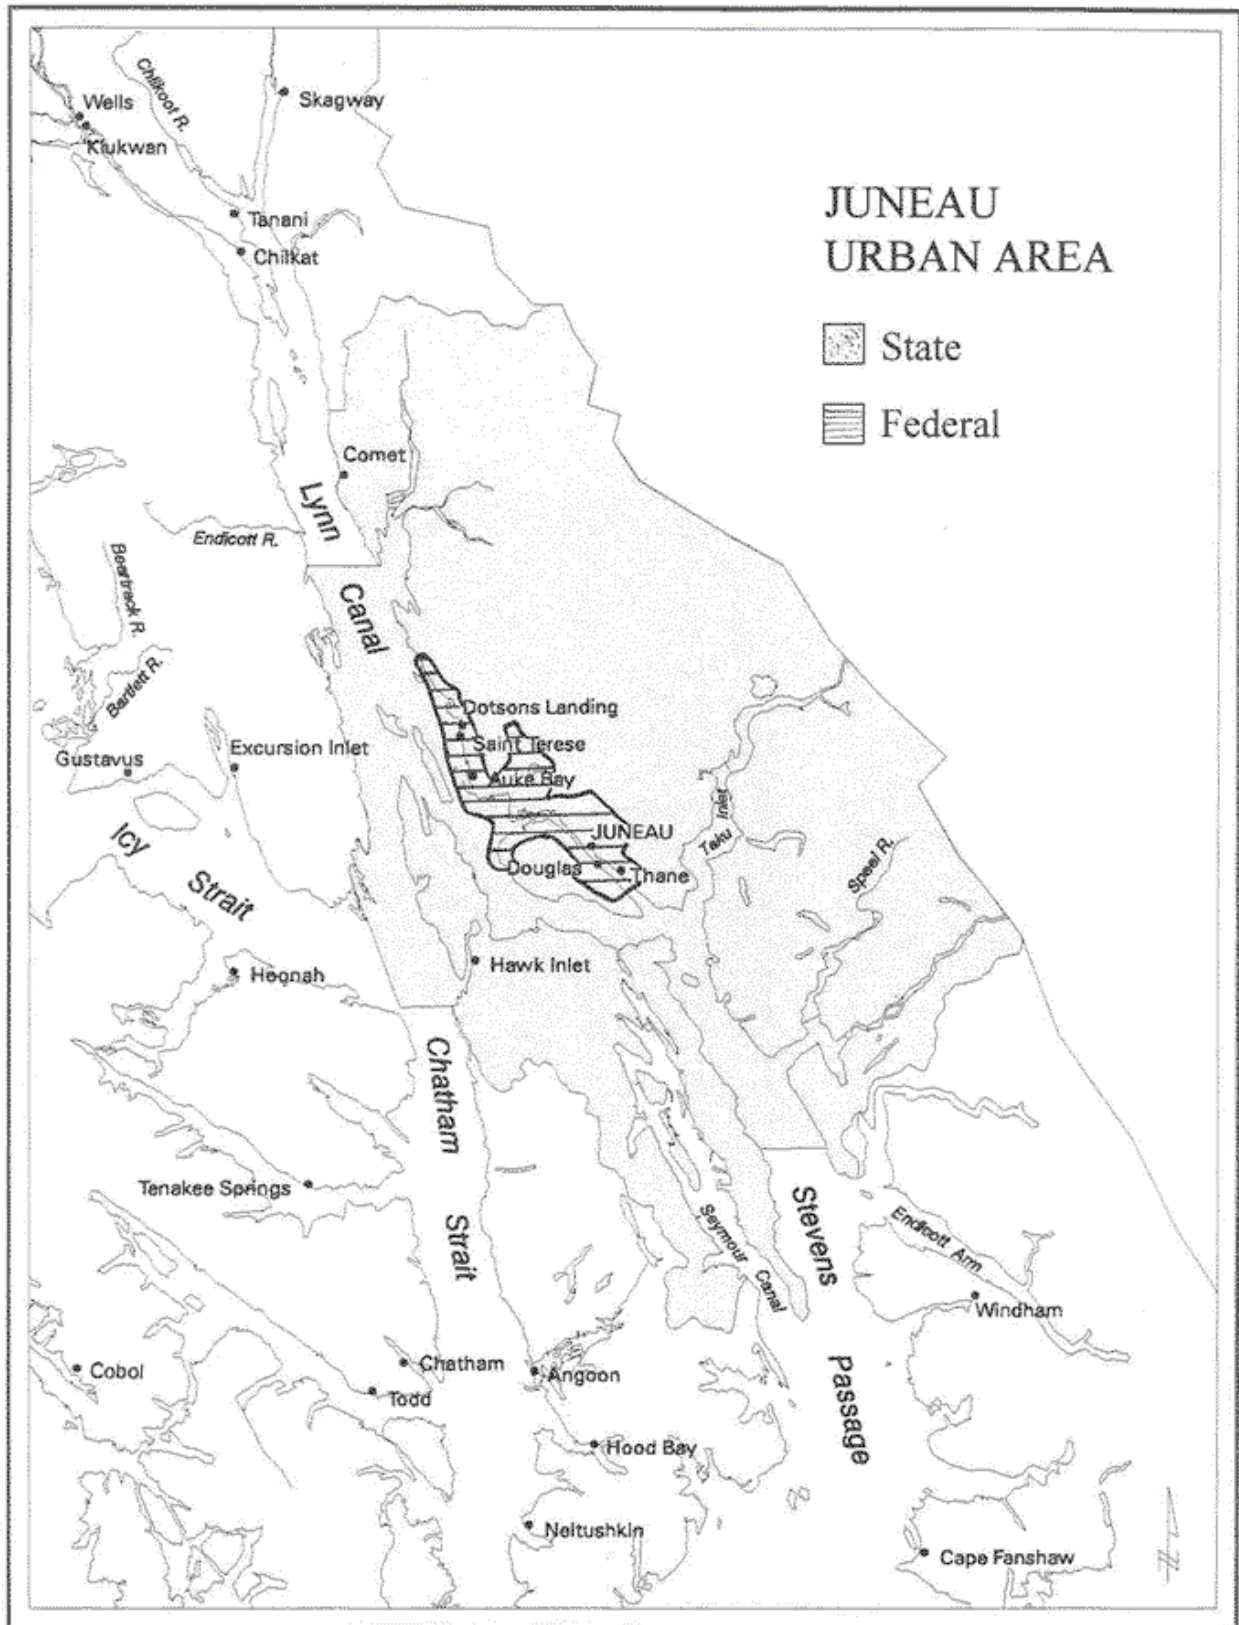 Chilkoot R.
Wells
Skagway
Klukwan
JUNEAU
URBAN AREA
Tanani
Chilkat
State
Federal
Comet
Lynn
Endicott R.
Beartrack R.
Canal
Bartlett R.
Dotsons Landing
Saint Terese
Excursion Inlet
Gustavus
Auke Bay
Taku Inlet
Icy
Strait
JUNEAU
Douglas
Thane
Speel R.
Hawk Inlet
Hoonah
Chatham
Strait
Tenakee Springs
Stevens
Passage
Seymour Canal
Endicott Arm
Windham
Chatham
Angoon
Cobol
Todd
Hood Bay
Neltushkin
Cape Fanshaw
N